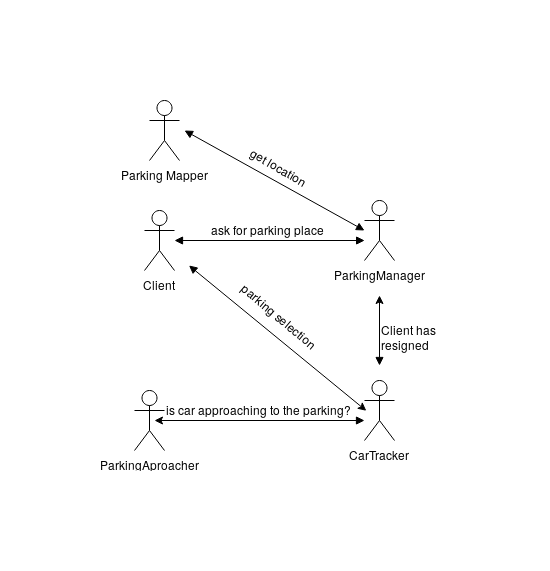 Parking Mapper
get location
ask for parking place
Client
ParkingManager
parking selection
Client has
resigned
is car approaching to the parking?
CarTracker
ParkingAproacher